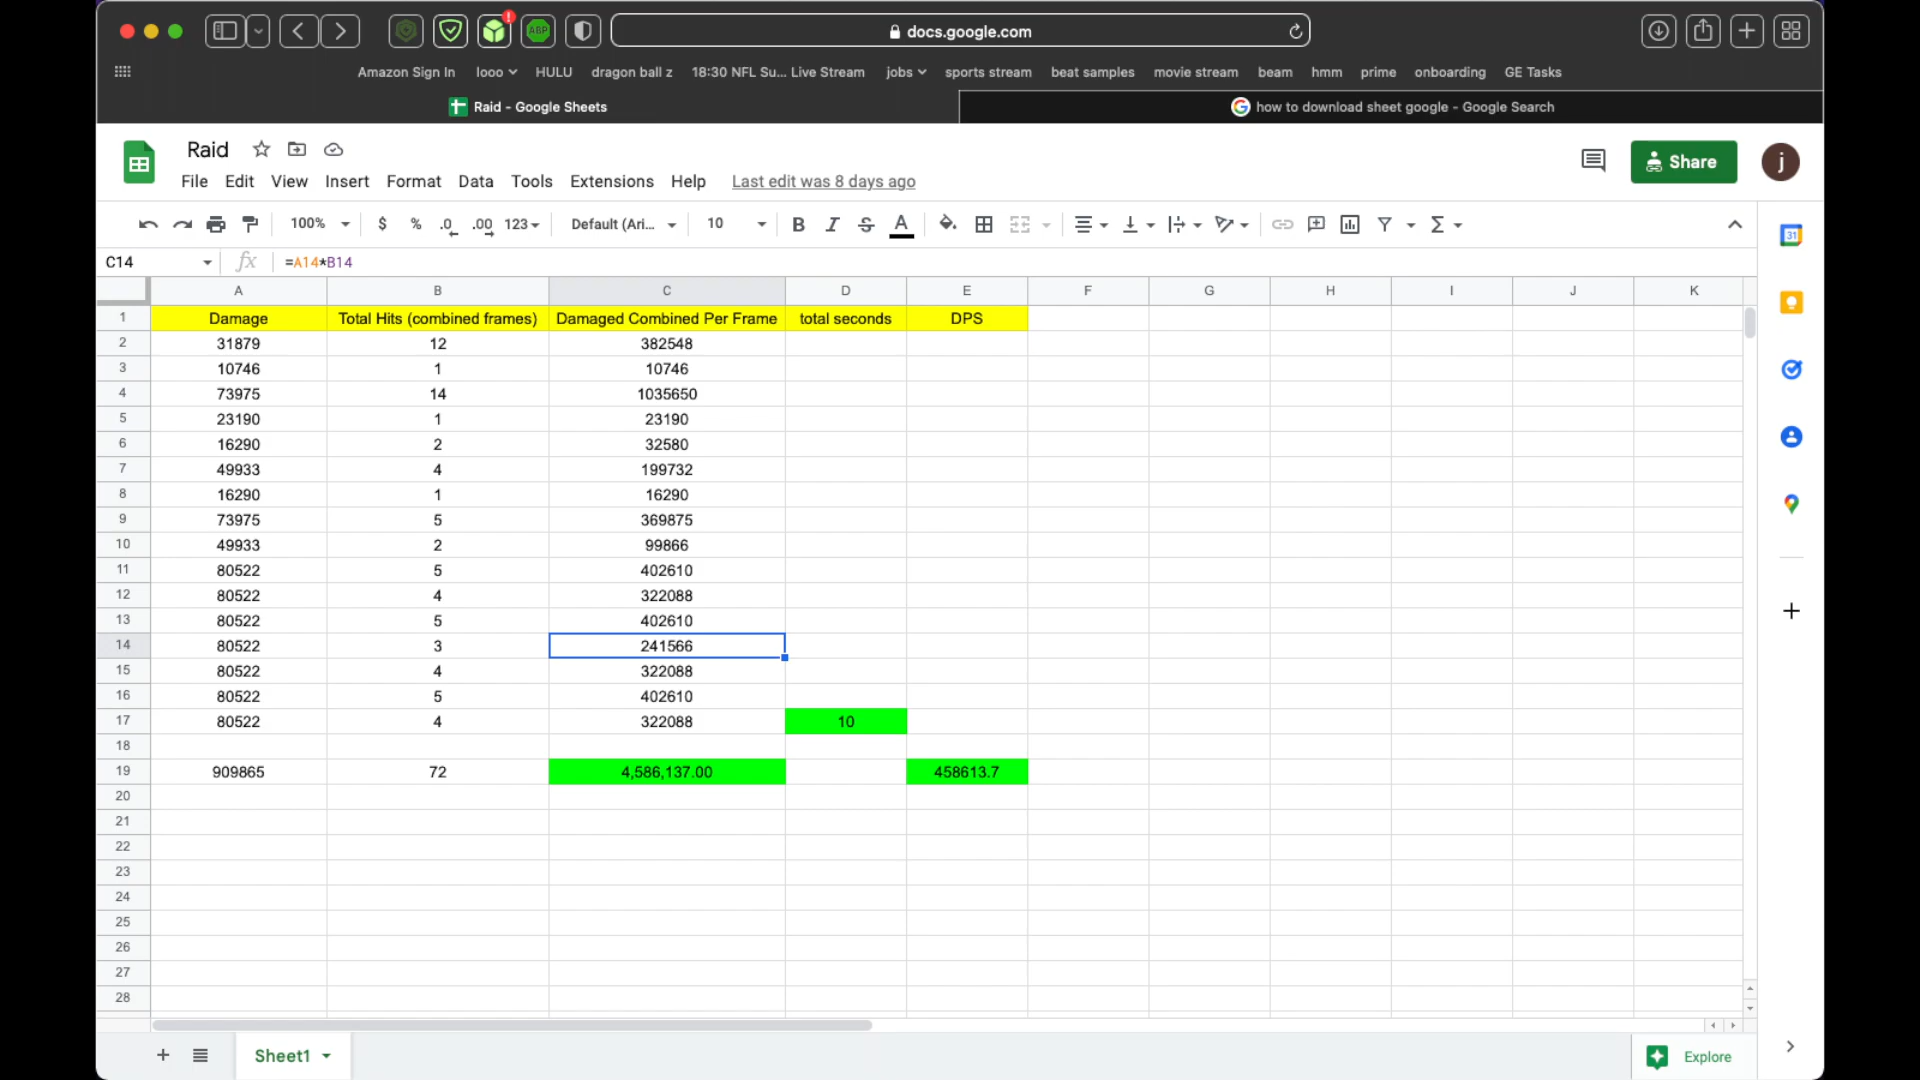 docs.google.com
Amazon Sign In looo HULU dragon ball z 18:30 NFL Su... Live Stream jobs sports stream beat samples movie stream beam hmm prime onboarding GE Tasks
Raid - Google Sheets how to download sheet google - Google Search
Raid
Share j
File Edit View Insert Format Data Tools Extensions Help Last edit was 8 days ago
100% $ % .0 .00 123 Default (Ari... 10 B I S A Σ
31
C14 fx =A14*B14
A B C D E F G H I J K
1 Damage Total Hits (combined frames) Damaged Combined Per Frame total seconds DPS
2 31879 12 382548
3 10746 1 10746
4 73975 14 1035650
5 23190 1 23190
6 16290 2 32580
7 49933 4 199732
8 16290 1 16290
9 73975 5 369875
10 49933 2 99866
11 80522 5 402610
12 80522 4 322088
13 80522 5 402610
14 80522 3 241566
15 80522 4 322088
16 80522 5 402610
17 80522 4 322088 10
18
19 909865 72 4,586,137.00 458613.7
20
21
22
23
24
25
26
27
28
Sheet1 Explore